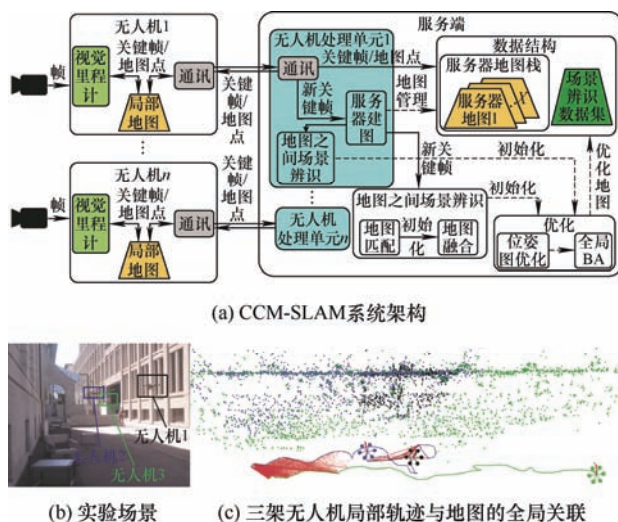 无人机1
帧
视觉
里程
计
关键帧/
地图点
局部
地图
通讯
关键
帧/
地图
点
无人机n
帧
视觉
里程
计
关键帧/
地图点
局部
地图
通讯
关键
帧/
地图
点
服务端
无人机处理单元1
通讯
关键帧/地图点
新关
键帧
服务
器建
图
地图之
间场景
辨识
无人机
处理单元n
地图
管理
数据结构
服务器地图栈
服务器
地图1
...X
场景
辨识
数据集
新关
键帧
初始化
地图之间场景辨识
地图
匹配
初始
化
地图
融合
初始化
优化
地图
优化
位姿
图优化
全局
BA
(a) CCM-SLAM系统架构
无人机1
无人机2
无人机3
(b) 实验场景
(c) 三架无人机局部轨迹与地图的全局关联